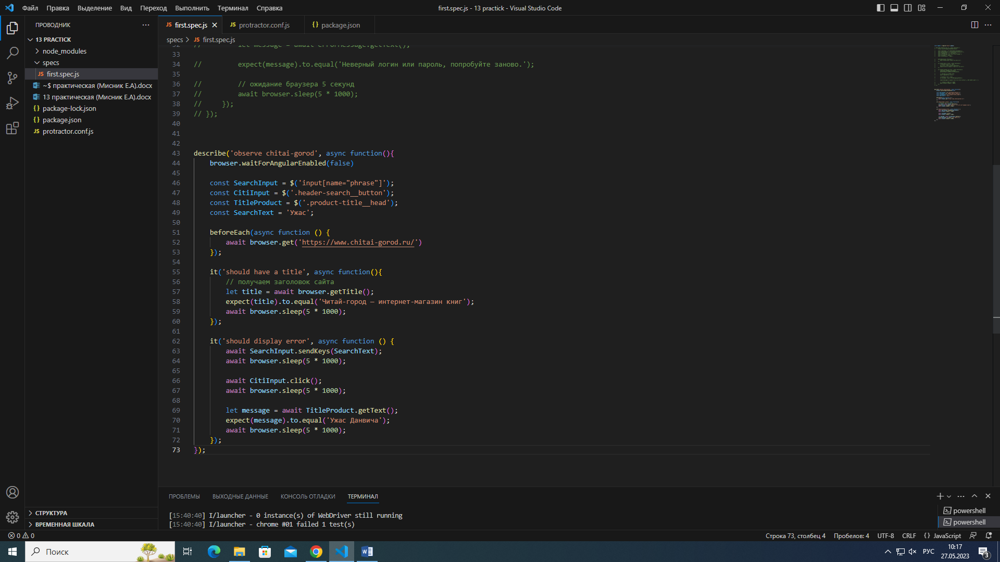 Файл Правка Выделение Вид Переход Выполнить Терминал Справка
first.spec.js - 13 practick - Visual Studio Code
ПРОВОДНИК
13 PRACTICK
node_modules
specs
JS first.spec.js
~$ практическая (Мисник Е.А).docx
13 практическая (Мисник Е.А).docx
{} package-lock.json
{} package.json
JS protractor.conf.js
СТРУКТУРА
ВРЕМЕННАЯ ШКАЛА
JS first.spec.js
JS protractor.conf.js
{} package.json
specs > JS first.spec.js
32 // let message = await errorMessage.getText();
33
34 // expect(message).to.equal('Неверный логин или пароль, попробуйте заново.');
35
36 // // ожидание браузера 5 секунд
37 // await browser.sleep(5 * 1000);
38 // });
39 // });
40
41
42
43 describe('observe chitai-gorod', async function(){
44 browser.waitForAngularEnabled(false)
45
46 const SearchInput = $('input[name="phrase"]');
47 const CitiInput = $('.header-search__button');
48 const TitleProduct = $('.product-title__head');
49 const SearchText = 'Ужас';
50
51 beforeEach(async function () {
52 await browser.get('https://www.chitai-gorod.ru/')
53 });
54
55 it('should have a title', async function(){
56 // получаем заголовок сайта
57 let title = await browser.getTitle();
58 expect(title).to.equal('Читай-город — интернет-магазин книг');
59 await browser.sleep(5 * 1000);
60 });
61
62 it('should display error', async function () {
63 await SearchInput.sendKeys(SearchText);
64 await browser.sleep(5 * 1000);
65
66 await CitiInput.click();
67 await browser.sleep(5 * 1000);
68
69 let message = await TitleProduct.getText();
70 expect(message).to.equal('Ужас Данвича');
71 await browser.sleep(5 * 1000);
72 });
73 });
ПРОБЛЕМЫ ВЫХОДНЫЕ ДАННЫЕ КОНСОЛЬ ОТЛАДКИ ТЕРМИНАЛ
[15:40:40] I/launcher - 0 instance(s) of WebDriver still running
[15:40:40] I/launcher - chrome #01 failed 1 test(s)
powershell
powershell
0 0
Строка 73, столбец 4 Пробелов: 4 UTF-8 CRLF {} JavaScript
Поиск
РУС
10:17
27.05.2023
3